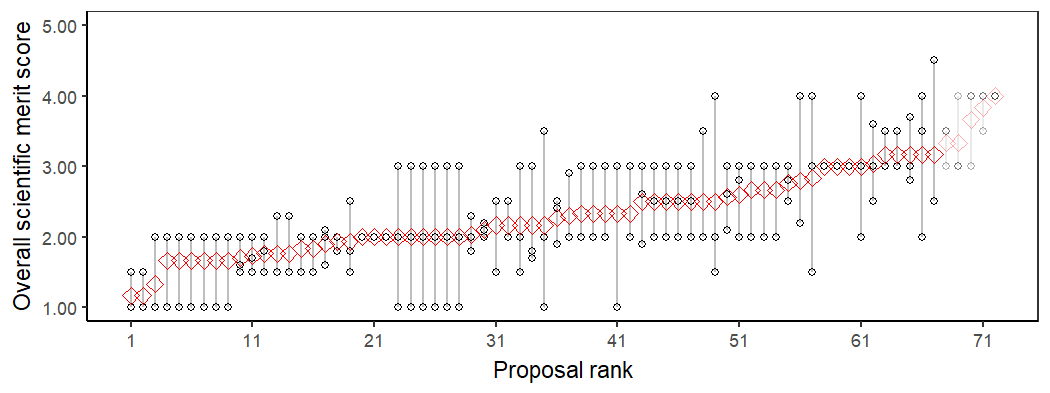 Overall scientific merit score
5.00
4.00
3.00
2.00
1.00
1 11 21 31 41 51 61 71
Proposal rank